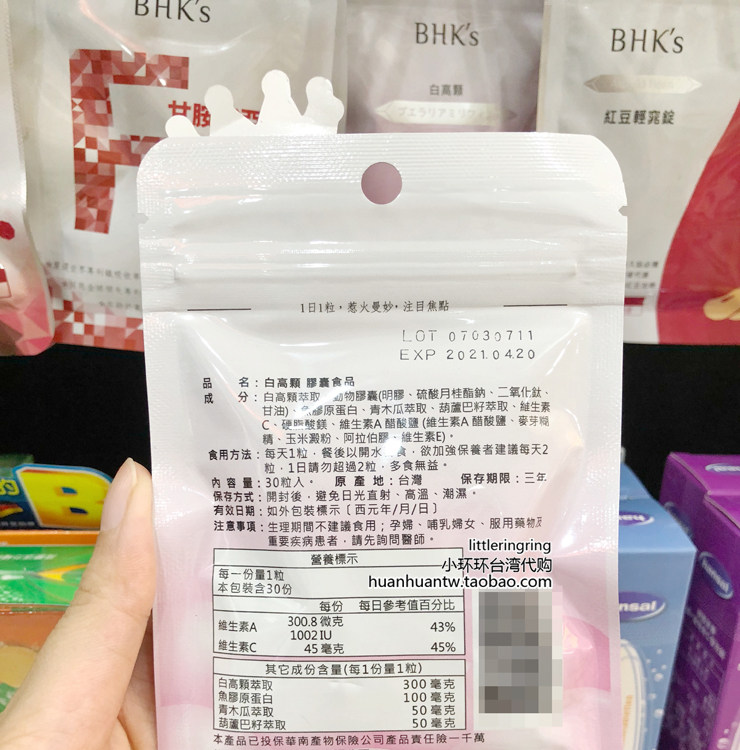 BHK's
甘胺
BHK's
白高顆
プエラリアミリフィカ
BHK's
紅豆輕窕錠
1日1粒,惹火曼妙,注目焦點
LOT 07030711
EXP 2021.04.20
品 名:白高顆 膠囊食品
成 分:白高顆萃取、動物膠囊(明膠、硫酸月桂酯鈉、二氧化鈦、
甘油)、魚膠原蛋白、青木瓜萃取、葫蘆巴籽萃取、維生素
C、硬脂酸鎂、維生素A 醋酸鹽 (維生素A 醋酸鹽、麥芽糊
精、玉米澱粉、阿拉伯膠、維生素E)。
食用方法:每天1粒,餐後以開水 食,欲加強保養者建議每天2
粒,1日請勿超過2粒,多食無益。
內 容 量:30粒入。 原 產 地:台灣 保存期限:三年
保存方式:開封後,避免日光直射、高溫、潮濕。
有效日期:如外包裝標示〔西元年/月/日〕
注意事項:生理期間不建議食用;孕婦、哺乳婦女、服用藥物及
重要疾病患者,請先詢問醫師。
營養標示
每一份量1粒
本包裝含30份
每份 每日參考值百分比
維生素A 300.8 微克 43%
1002 IU
維生素C 45 毫克 45%
其它成份含量(每1份量1粒)
白高顆萃取 300 毫克
魚膠原蛋白 100 毫克
青木瓜萃取 50 毫克
葫蘆巴籽萃取 50 毫克
本產品已投保華南產物保險公司產品責任險一千萬
littleringring
小环环台湾代购
huanhuantw.taobao.com